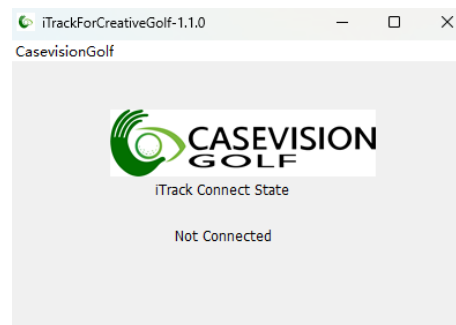 iTrackForCreativeGolf-1.1.0
CasevisionGolf
CASEVISION
GOLF
iTrack Connect State
Not Connected